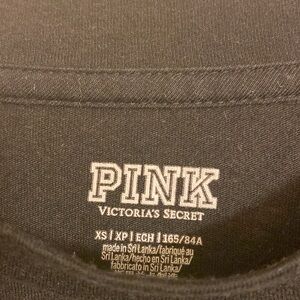 PINK
VICTORIA'S SECRET
XS | XP | ECH | 165/84A
made in Sri Lanka/fabriqué au
Sri Lanka/hecho en Sri Lanka/
fabbricato in Sri Lanka/